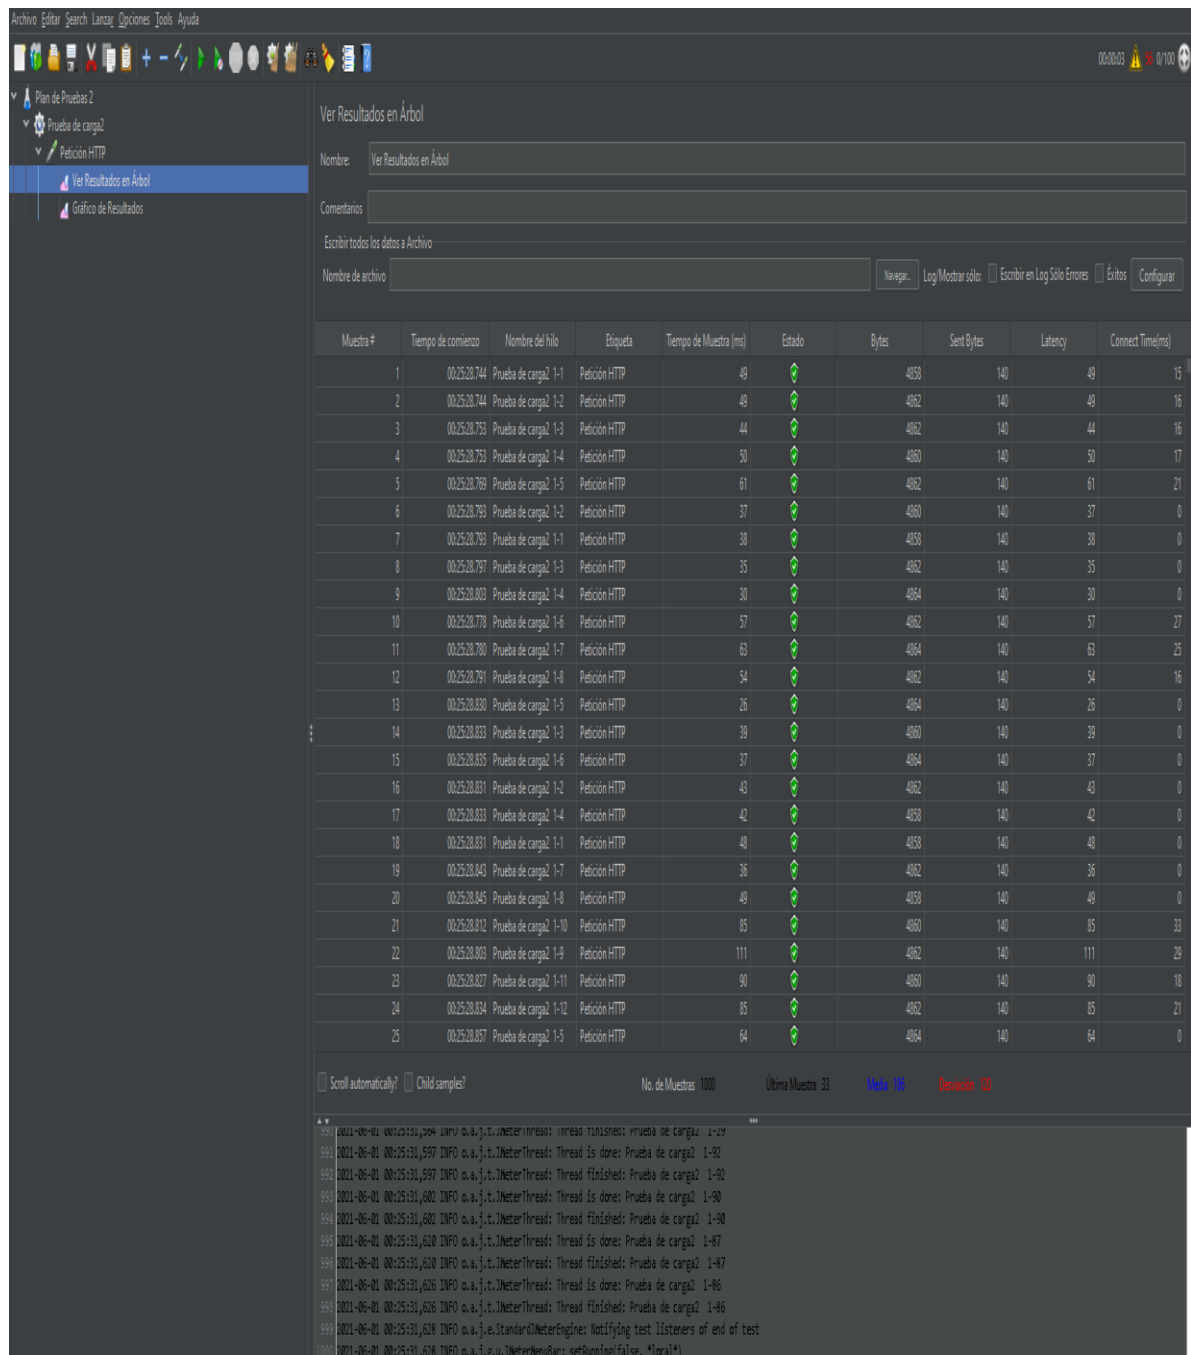 Archivo Editar Search Lanzar Opciones Tools Ayuda
00:00:03 0/100
Plan de Pruebas 2
Prueba de carga2
Petición HTTP
Ver Resultados en Árbol
Gráfico de Resultados
Ver Resultados en Árbol
Nombre: Ver Resultados en Árbol
Comentarios
Escribir todos los datos a Archivo
Nombre de archivo Navegar... Log/Mostrar sólo: Escribir en Log Sólo Errores Éxitos Configurar
Muestra # Tiempo de comienzo Nombre del hilo Etiqueta Tiempo de Muestra (ms) Estado Bytes Sent Bytes Latency Connect Time(ms)
1 00:25:28.744 Prueba de carga2 1-1 Petición HTTP 49 4858 140 49 15
2 00:25:28.744 Prueba de carga2 1-2 Petición HTTP 49 4862 140 49 16
3 00:25:28.753 Prueba de carga2 1-3 Petición HTTP 44 4862 140 44 16
4 00:25:28.753 Prueba de carga2 1-4 Petición HTTP 50 4860 140 50 17
5 00:25:28.769 Prueba de carga2 1-5 Petición HTTP 61 4862 140 61 21
6 00:25:28.793 Prueba de carga2 1-2 Petición HTTP 37 4860 140 37 0
7 00:25:28.793 Prueba de carga2 1-1 Petición HTTP 38 4858 140 38 0
8 00:25:28.797 Prueba de carga2 1-3 Petición HTTP 35 4862 140 35 0
9 00:25:28.803 Prueba de carga2 1-4 Petición HTTP 30 4864 140 30 0
10 00:25:28.778 Prueba de carga2 1-6 Petición HTTP 57 4862 140 57 27
11 00:25:28.780 Prueba de carga2 1-7 Petición HTTP 63 4864 140 63 25
12 00:25:28.791 Prueba de carga2 1-8 Petición HTTP 54 4862 140 54 16
13 00:25:28.830 Prueba de carga2 1-5 Petición HTTP 26 4864 140 26 0
14 00:25:28.833 Prueba de carga2 1-3 Petición HTTP 39 4860 140 39 0
15 00:25:28.835 Prueba de carga2 1-6 Petición HTTP 37 4864 140 37 0
16 00:25:28.831 Prueba de carga2 1-2 Petición HTTP 43 4862 140 43 0
17 00:25:28.833 Prueba de carga2 1-4 Petición HTTP 42 4858 140 42 0
18 00:25:28.831 Prueba de carga2 1-1 Petición HTTP 48 4858 140 48 0
19 00:25:28.843 Prueba de carga2 1-7 Petición HTTP 36 4862 140 36 0
20 00:25:28.845 Prueba de carga2 1-8 Petición HTTP 49 4858 140 49 0
21 00:25:28.812 Prueba de carga2 1-10 Petición HTTP 85 4860 140 85 33
22 00:25:28.803 Prueba de carga2 1-9 Petición HTTP 111 4862 140 111 29
23 00:25:28.827 Prueba de carga2 1-11 Petición HTTP 90 4860 140 90 18
24 00:25:28.834 Prueba de carga2 1-12 Petición HTTP 85 4862 140 85 21
25 00:25:28.857 Prueba de carga2 1-5 Petición HTTP 64 4864 140 64 0
Scroll automatically? Child samples? No. de Muestras 1000 Última Muestra 33 Media 186 Desviación 120
990 2021-06-01 00:25:31,564 INFO o.a.j.t.JMeterThread: Thread finished: Prueba de carga2 1-29
991 2021-06-01 00:25:31,597 INFO o.a.j.t.JMeterThread: Thread is done: Prueba de carga2 1-92
992 2021-06-01 00:25:31,597 INFO o.a.j.t.JMeterThread: Thread finished: Prueba de carga2 1-92
993 2021-06-01 00:25:31,602 INFO o.a.j.t.JMeterThread: Thread is done: Prueba de carga2 1-90
994 2021-06-01 00:25:31,602 INFO o.a.j.t.JMeterThread: Thread finished: Prueba de carga2 1-90
995 2021-06-01 00:25:31,620 INFO o.a.j.t.JMeterThread: Thread is done: Prueba de carga2 1-87
996 2021-06-01 00:25:31,620 INFO o.a.j.t.JMeterThread: Thread finished: Prueba de carga2 1-87
997 2021-06-01 00:25:31,626 INFO o.a.j.t.JMeterThread: Thread is done: Prueba de carga2 1-86
998 2021-06-01 00:25:31,626 INFO o.a.j.t.JMeterThread: Thread finished: Prueba de carga2 1-86
999 2021-06-01 00:25:31,628 INFO o.a.j.e.StandardJMeterEngine: Notifying test listeners of end of test
1000 2021-06-01 00:25:31,628 INFO o.a.j.g.u.JMeterMenuBar: setRunning(false, *local*)